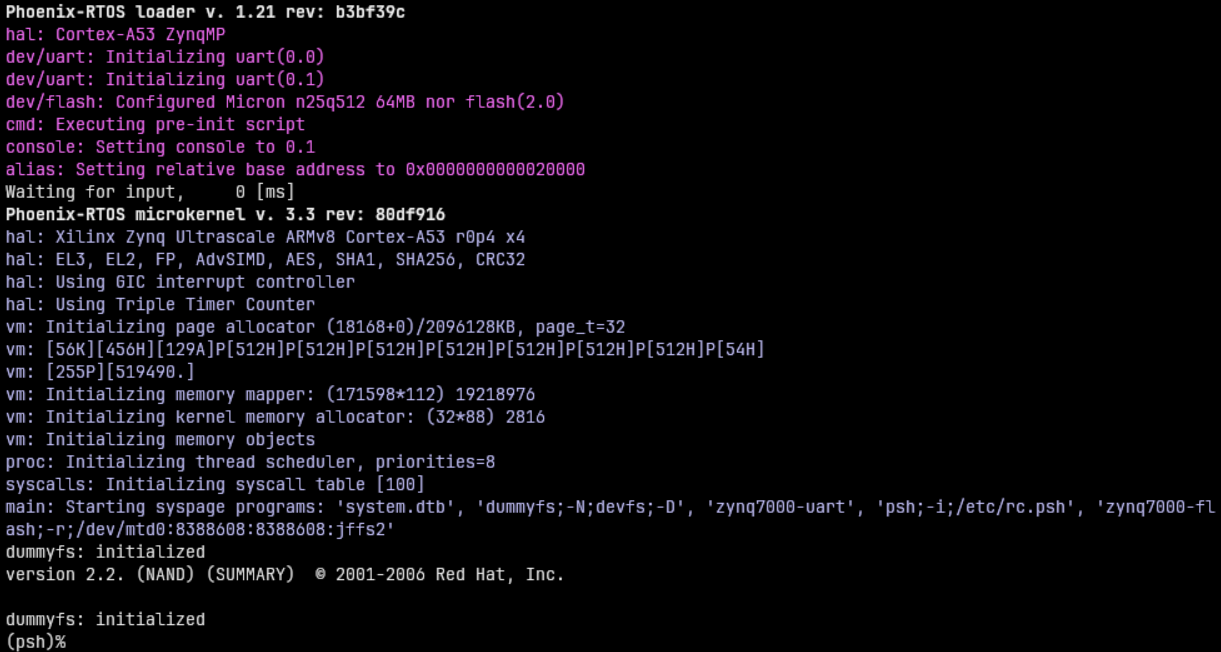 Phoenix-RTOS loader v. 1.21 rev: b3bf39c
hal: Cortex-A53 ZynqMP
dev/uart: Initializing uart(0.0)
dev/uart: Initializing uart(0.1)
dev/flash: Configured Micron n25q512 64MB nor flash(2.0)
cmd: Executing pre-init script
console: Setting console to 0.1
alias: Setting relative base address to 0x0000000000020000
Waiting for input,     0 [ms]
Phoenix-RTOS microkernel v. 3.3 rev: 80df916
hal: Xilinx Zynq Ultrascale ARMv8 Cortex-A53 r0p4 x4
hal: EL3, EL2, FP, AdvSIMD, AES, SHA1, SHA256, CRC32
hal: Using GIC interrupt controller
hal: Using Triple Timer Counter
vm: Initializing page allocator (18168+0)/2096128KB, page_t=32
vm: [56K][456H][129A]P[512H]P[512H]P[512H]P[512H]P[512H]P[512H]P[512H]P[54H]
vm: [255P][519490.]
vm: Initializing memory mapper: (171598*112) 19218976
vm: Initializing kernel memory allocator: (32*88) 2816
vm: Initializing memory objects
proc: Initializing thread scheduler, priorities=8
syscalls: Initializing syscall table [100]
main: Starting syspage programs: 'system.dtb', 'dummyfs;-N;devfs;-D', 'zynq7000-uart', 'psh;-i;/etc/rc.psh', 'zynq7000-fl
ash;-r;/dev/mtd0:8388608:8388608:jffs2'
dummyfs: initialized
version 2.2. (NAND) (SUMMARY)  © 2001-2006 Red Hat, Inc.
dummyfs: initialized
(psh)%